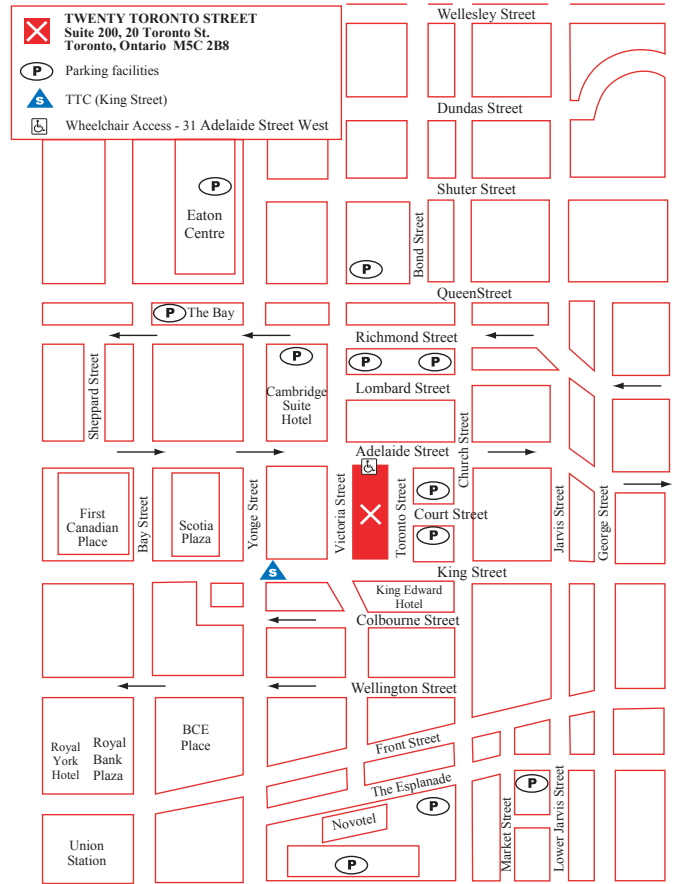 TWENTY TORONTO STREET
Suite 200, 20 Toronto St.
Toronto, Ontario M5C 2B8
P Parking facilities
S TTC (King Street)
Wheelchair Access - 31 Adelaide Street West
Wellesley Street
Dundas Street
Shuter Street
P
Eaton
Centre
Bond Street
P
QueenStreet
P The Bay
Richmond Street
P
P
P
Sheppard Street
Cambridge
Suite
Hotel
Lombard Street
Church Street
Adelaide Street
First
Canadian
Place
Bay Street
Scotia
Plaza
Yonge Street
Victoria Street
Toronto Street
P
Court Street
P
Jarvis Street
George Street
S
King Street
King Edward
Hotel
Colbourne Street
Wellington Street
Royal
York
Hotel
Royal
Bank
Plaza
BCE
Place
Front Street
The Esplanade
P
P
Novotel
Market Street
Lower Jarvis Street
Union
Station
P